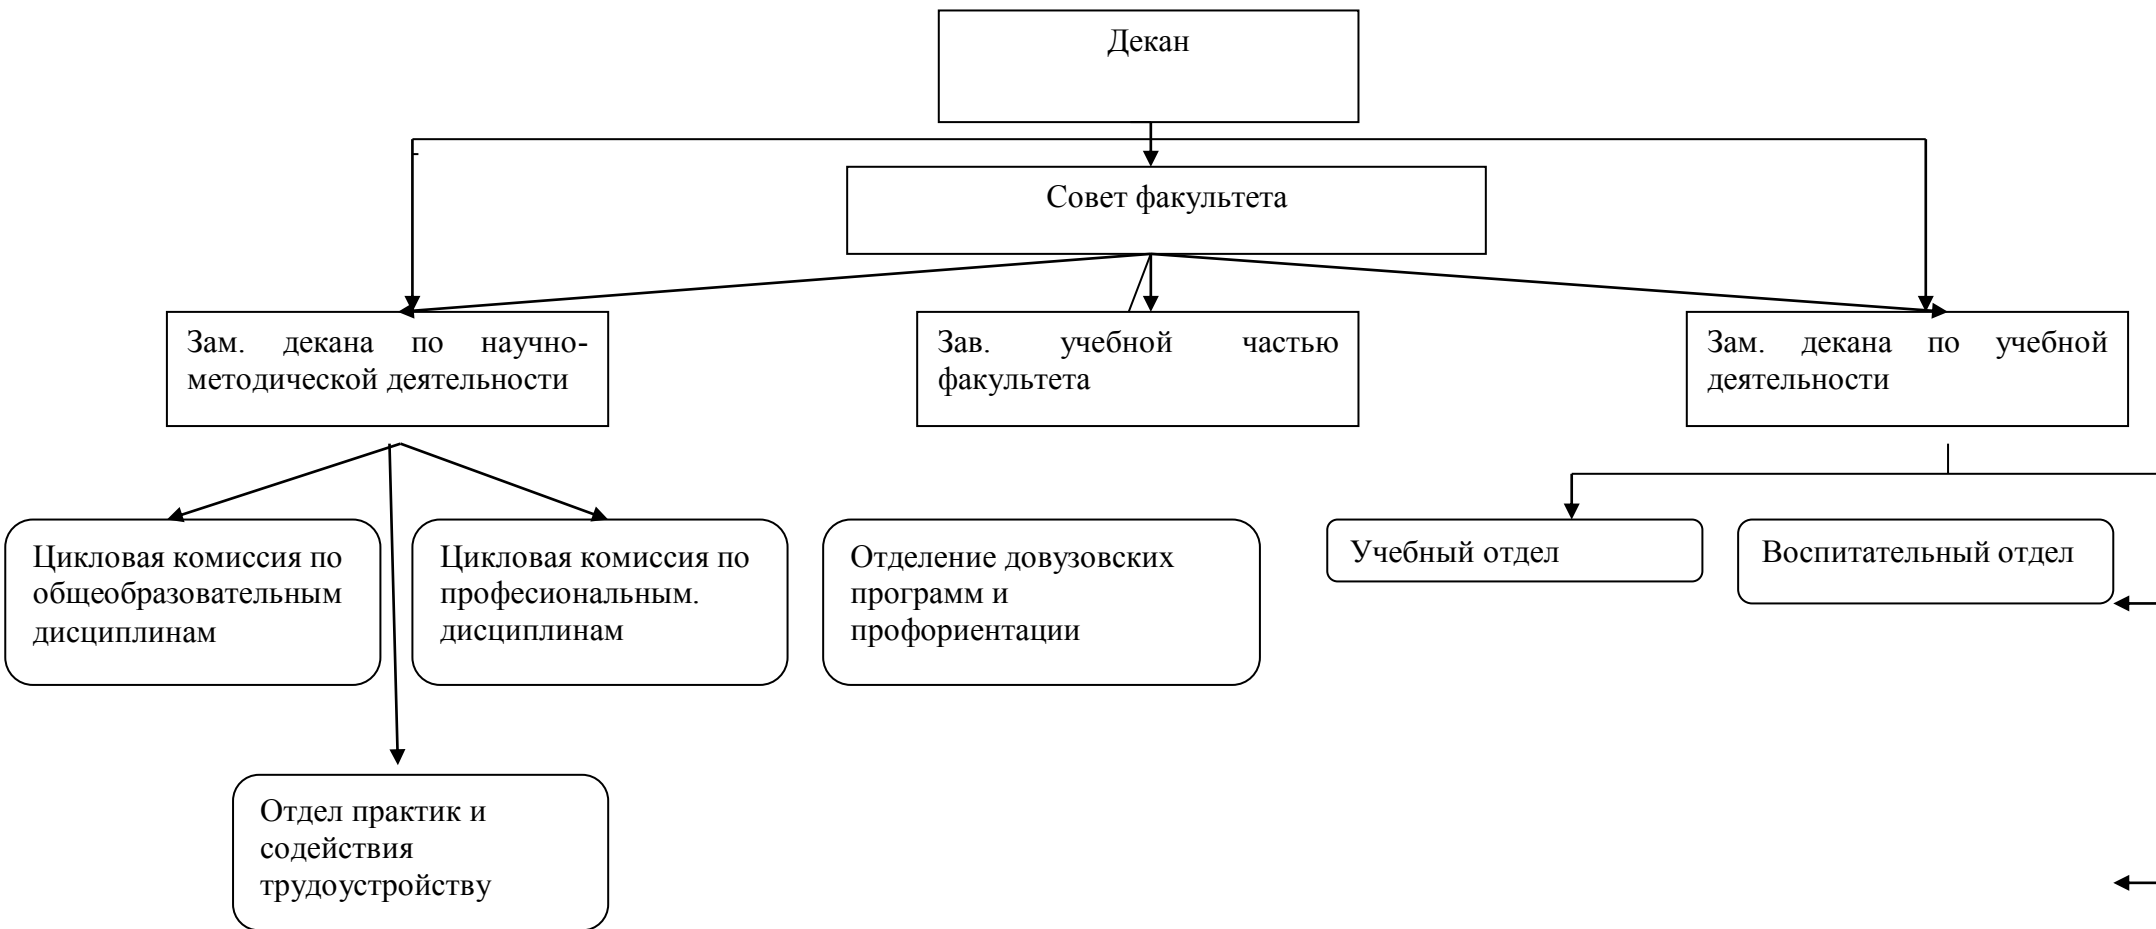 Декан
Совет факультета
Зам. декана по научно-
методической деятельности
Зав. учебной частью
факультета
Зам. декана по учебной
деятельности
Цикловая комиссия по
общеобразовательным
дисциплинам
Цикловая комиссия по
професиональным.
дисциплинам
Отделение довузовских
программ и
профориентации
Учебный отдел
Воспитательный отдел
Отдел практик и
содействия
трудоустройству